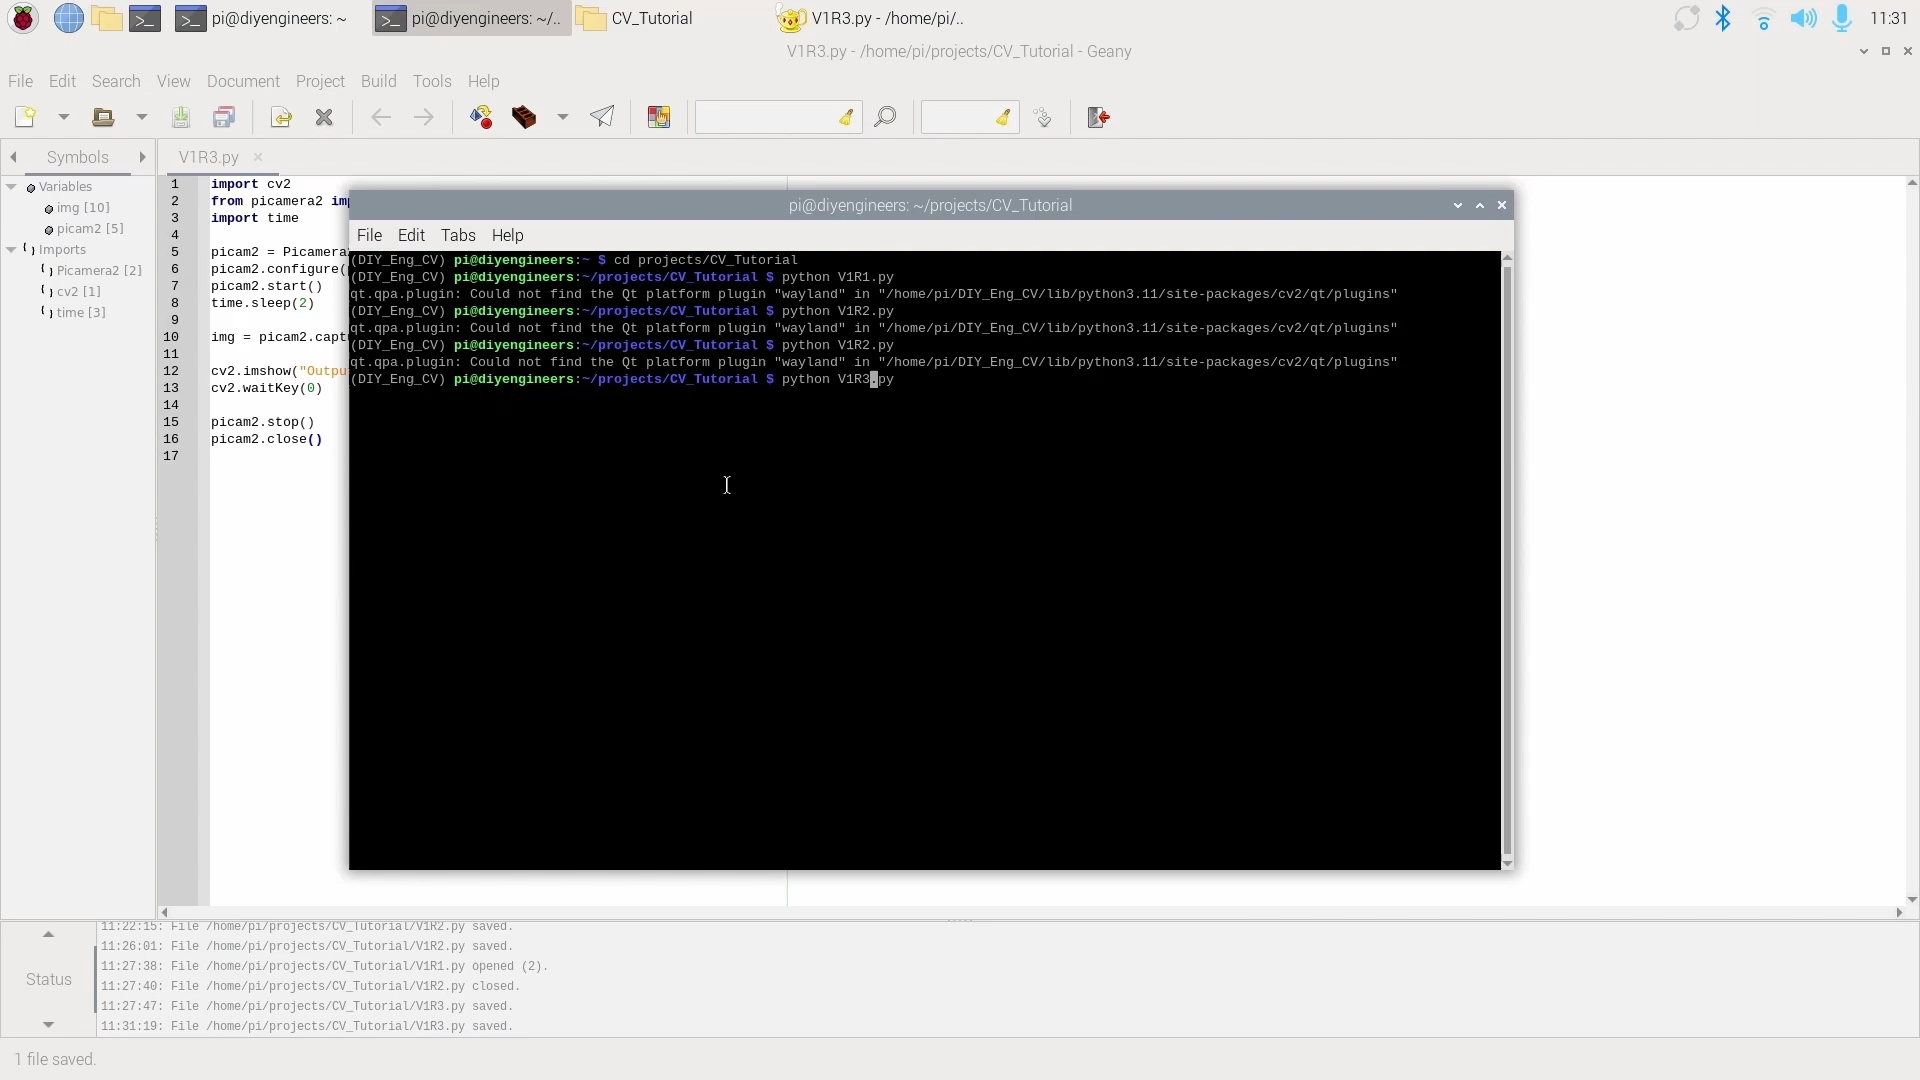 pi@diyengineers: ~
pi@diyengineers: ~/..
CV_Tutorial
V1R3.py - /home/pi/..
11:31
V1R3.py - /home/pi/projects/CV_Tutorial - Geany
File Edit Search View Document Project Build Tools Help
Symbols
V1R3.py
Variables
img [10]
picam2 [5]
Imports
Picamera2 [2]
cv2 [1]
time [3]
1 import cv2
2 from picamera2 imp
3 import time
4
5 picam2 = Picamera
6 picam2.configure(
7 picam2.start()
8 time.sleep(2)
9
10 img = picam2.capt
11
12 cv2.imshow("Outpu
13 cv2.waitKey(0)
14
15 picam2.stop()
16 picam2.close()
17
pi@diyengineers: ~/projects/CV_Tutorial
File Edit Tabs Help
(DIY_Eng_CV) pi@diyengineers:~ $ cd projects/CV_Tutorial
(DIY_Eng_CV) pi@diyengineers:~/projects/CV_Tutorial $ python V1R1.py
qt.qpa.plugin: Could not find the Qt platform plugin "wayland" in "/home/pi/DIY_Eng_CV/lib/python3.11/site-packages/cv2/qt/plugins"
(DIY_Eng_CV) pi@diyengineers:~/projects/CV_Tutorial $ python V1R2.py
qt.qpa.plugin: Could not find the Qt platform plugin "wayland" in "/home/pi/DIY_Eng_CV/lib/python3.11/site-packages/cv2/qt/plugins"
(DIY_Eng_CV) pi@diyengineers:~/projects/CV_Tutorial $ python V1R2.py
qt.qpa.plugin: Could not find the Qt platform plugin "wayland" in "/home/pi/DIY_Eng_CV/lib/python3.11/site-packages/cv2/qt/plugins"
(DIY_Eng_CV) pi@diyengineers:~/projects/CV_Tutorial $ python V1R3.py
Status
11:22:15: File /home/pi/projects/CV_Tutorial/V1R2.py saved.
11:26:01: File /home/pi/projects/CV_Tutorial/V1R2.py saved.
11:27:38: File /home/pi/projects/CV_Tutorial/V1R1.py opened (2).
11:27:40: File /home/pi/projects/CV_Tutorial/V1R2.py closed.
11:27:47: File /home/pi/projects/CV_Tutorial/V1R3.py saved.
11:31:19: File /home/pi/projects/CV_Tutorial/V1R3.py saved.
1 file saved.